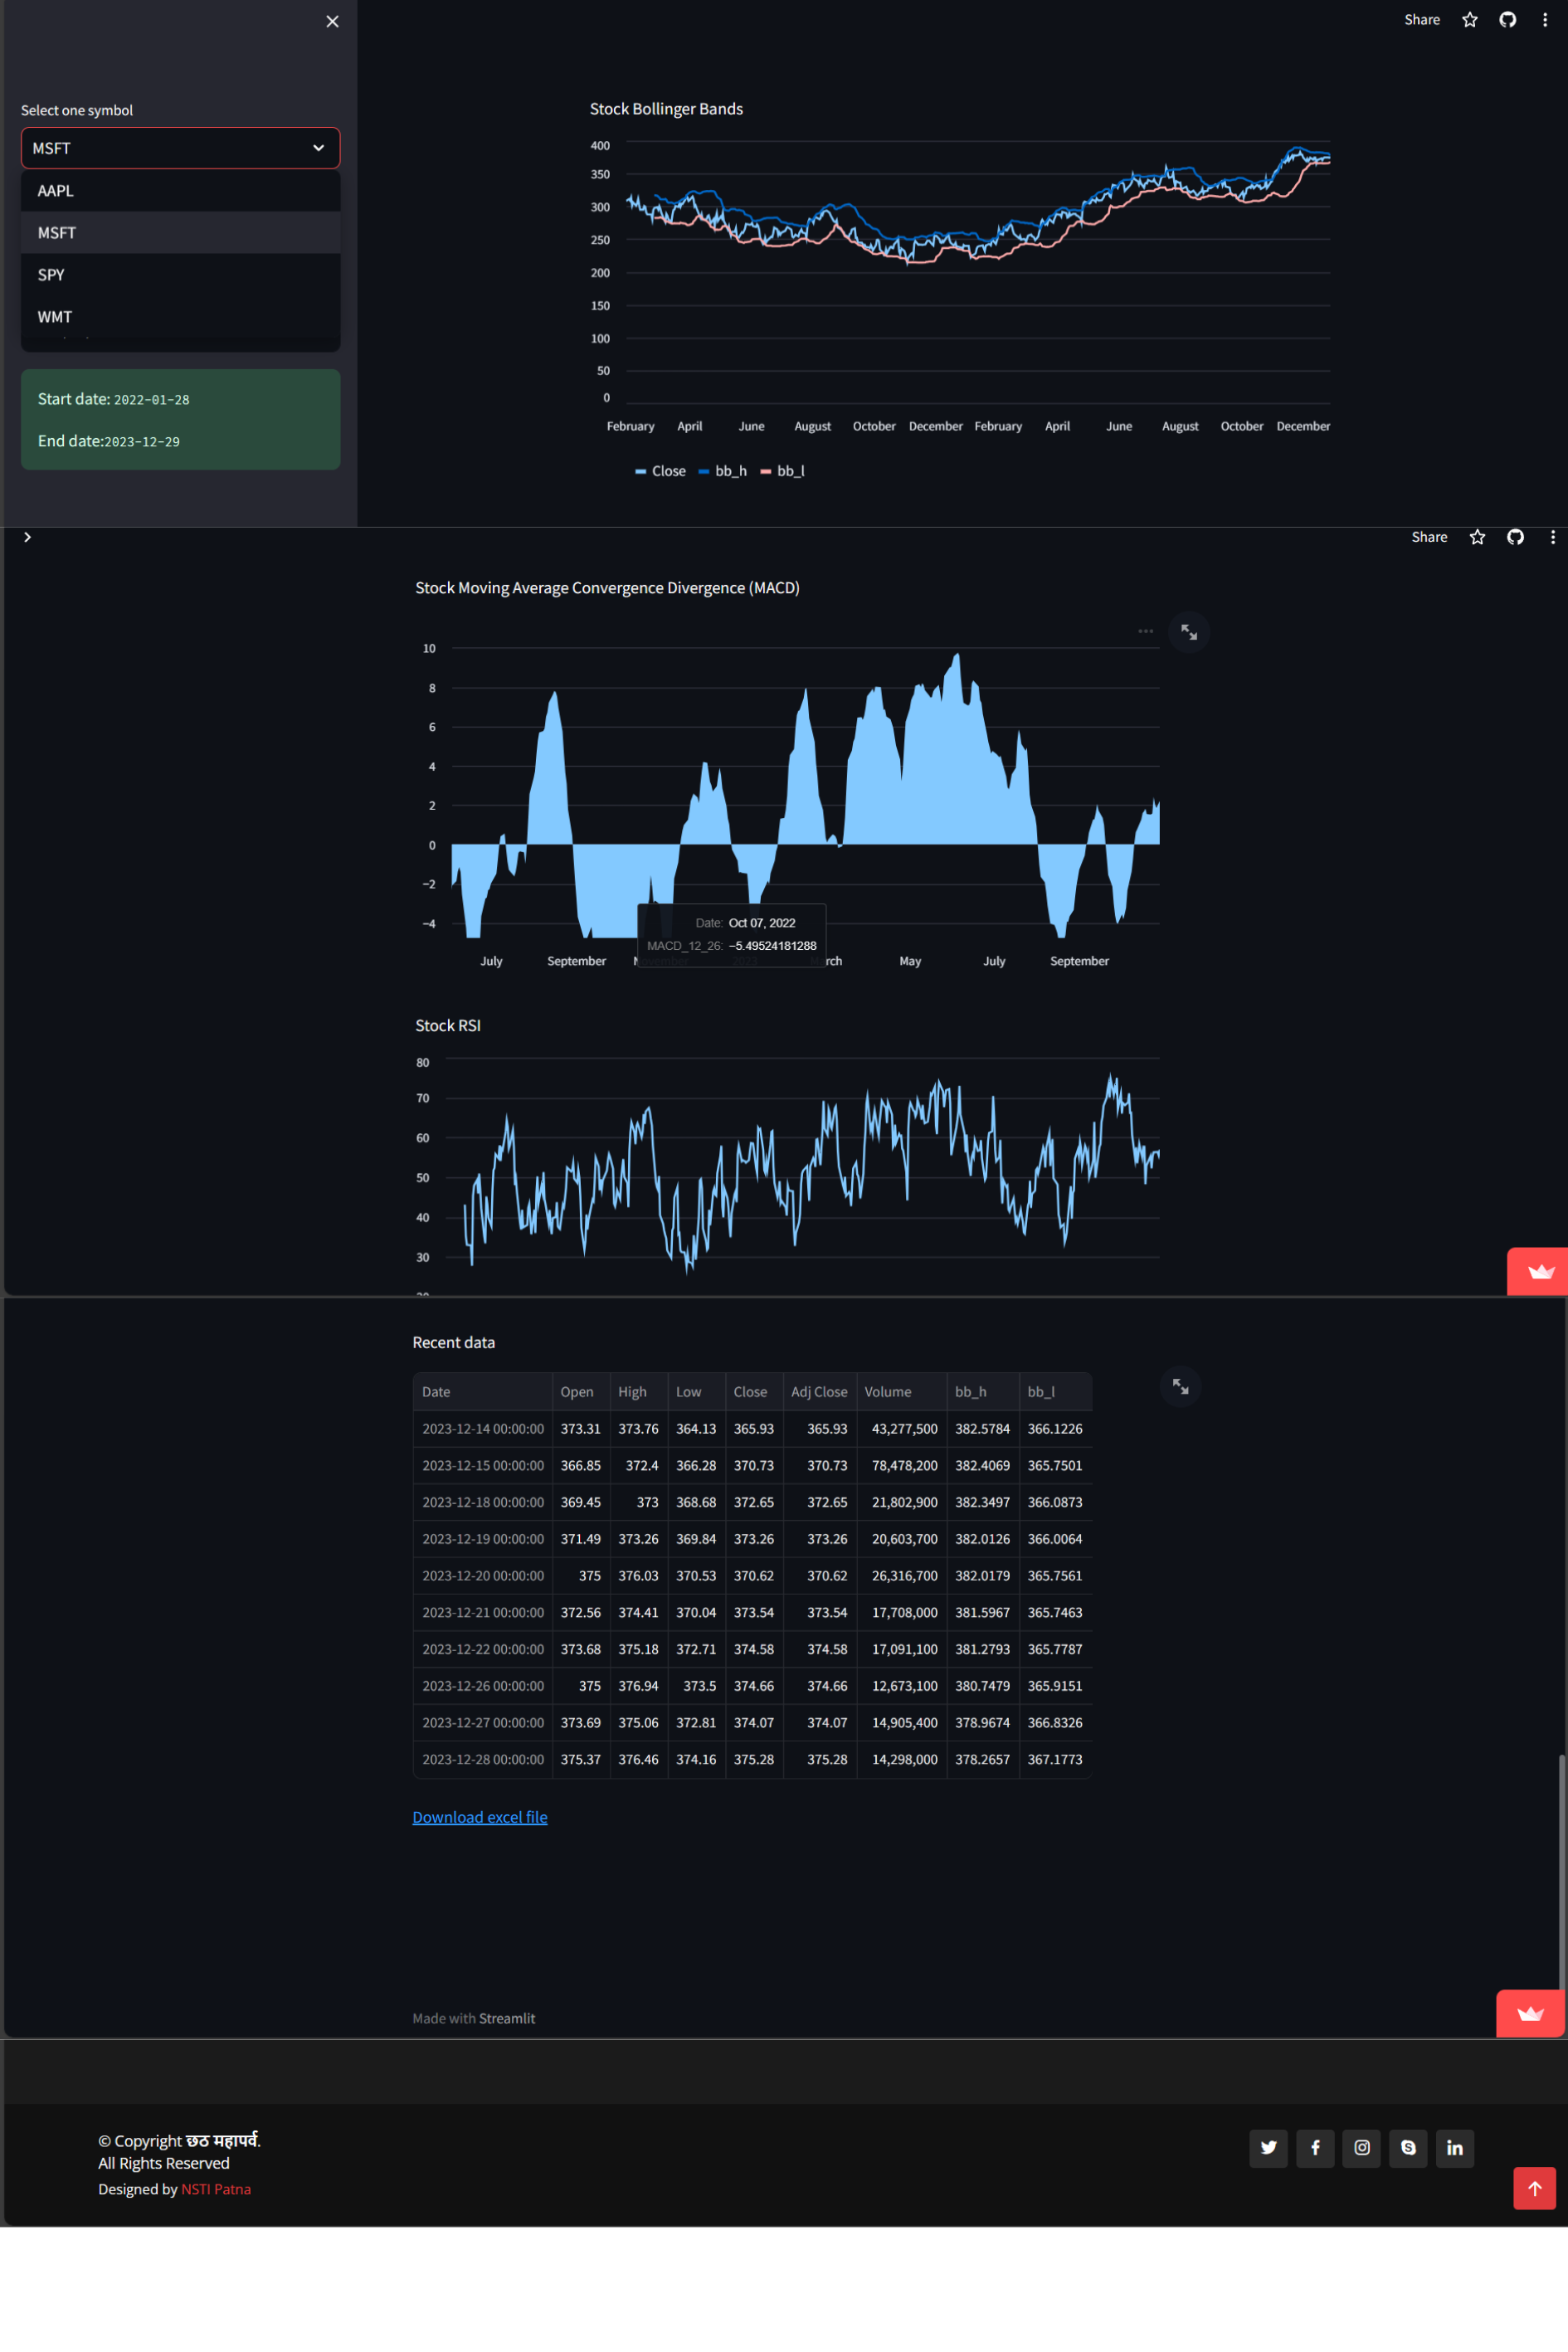 Share
Select one symbol
MSFT
AAPL
MSFT
SPY
WMT
Start date: 2022-01-28
End date:2023-12-29
Stock Bollinger Bands
400
350
300
250
200
150
100
50
0
February April June August October December February April June August October December
Close bb_h bb_l
Share
Stock Moving Average Convergence Divergence (MACD)
10
8
6
4
2
0
−2
−4
Date: Oct 07, 2022
MACD_12_26: −5.49524181288
July September November 2023 March May July September
Stock RSI
80
70
60
50
40
30
Recent data
Date Open High Low Close Adj Close Volume bb_h bb_l
2023-12-14 00:00:00 373.31 373.76 364.13 365.93 365.93 43,277,500 382.5784 366.1226
2023-12-15 00:00:00 366.85 372.4 366.28 370.73 370.73 78,478,200 382.4069 365.7501
2023-12-18 00:00:00 369.45 373 368.68 372.65 372.65 21,802,900 382.3497 366.0873
2023-12-19 00:00:00 371.49 373.26 369.84 373.26 373.26 20,603,700 382.0126 366.0064
2023-12-20 00:00:00 375 376.03 370.53 370.62 370.62 26,316,700 382.0179 365.7561
2023-12-21 00:00:00 372.56 374.41 370.04 373.54 373.54 17,708,000 381.5967 365.7463
2023-12-22 00:00:00 373.68 375.18 372.71 374.58 374.58 17,091,100 381.2793 365.7787
2023-12-26 00:00:00 375 376.94 373.5 374.66 374.66 12,673,100 380.7479 365.9151
2023-12-27 00:00:00 373.69 375.06 372.81 374.07 374.07 14,905,400 378.9674 366.8326
2023-12-28 00:00:00 375.37 376.46 374.16 375.28 375.28 14,298,000 378.2657 367.1773
Download excel file
Made with Streamlit
© Copyright छठ महापर्व.
All Rights Reserved
Designed by NSTI Patna